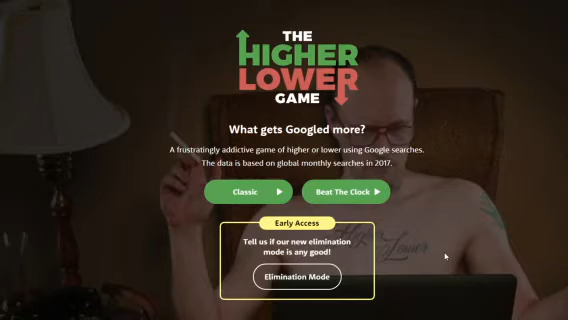 THE
HIGHER
LOWER
GAME
What gets Googled more?
A frustratingly addictive game of higher or lower using Google searches.
The data is based on global monthly searches in 2017.
Classic
Beat The Clock
Early Access
Tell us if our new elimination
mode is any good!
Elimination Mode
Higher
Lower